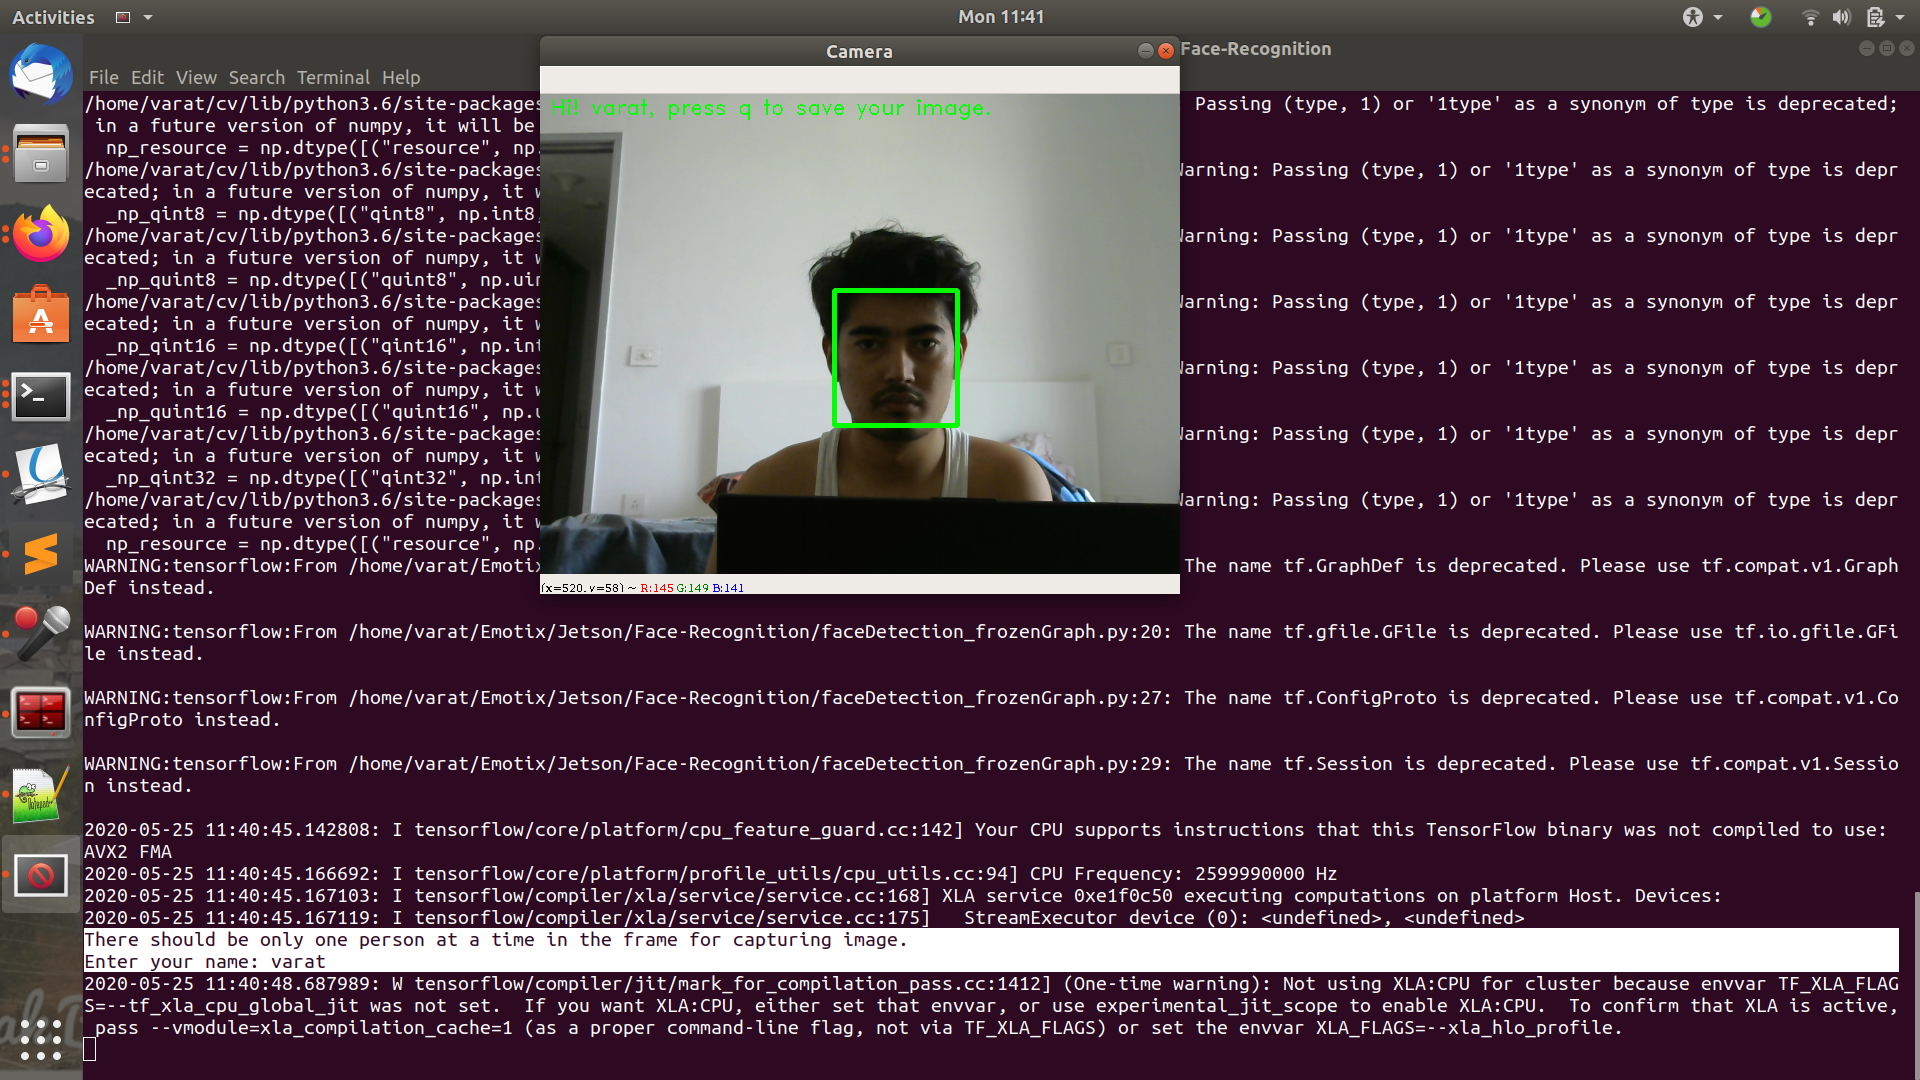 Activities
Mon 11:41
Face-Recognition
File Edit View Search Terminal Help
Camera
Hi! varat, press q to save your image.
(x=520, y=58) ~ R:145 G:149 B:141
/home/varat/cv/lib/python3.6/site-packages Passing (type, 1) or '1type' as a synonym of type is deprecated;
in a future version of numpy, it will be
np_resource = np.dtype([("resource", np.
/home/varat/cv/lib/python3.6/site-packages Warning: Passing (type, 1) or '1type' as a synonym of type is depr
ecated; in a future version of numpy, it w
_np_qint8 = np.dtype([("qint8", np.int8,
/home/varat/cv/lib/python3.6/site-packages Warning: Passing (type, 1) or '1type' as a synonym of type is depr
ecated; in a future version of numpy, it w
_np_quint8 = np.dtype([("quint8", np.uin
/home/varat/cv/lib/python3.6/site-packages Warning: Passing (type, 1) or '1type' as a synonym of type is depr
ecated; in a future version of numpy, it w
_np_qint16 = np.dtype([("qint16", np.int
/home/varat/cv/lib/python3.6/site-packages Warning: Passing (type, 1) or '1type' as a synonym of type is depr
ecated; in a future version of numpy, it w
_np_quint16 = np.dtype([("quint16", np.u
/home/varat/cv/lib/python3.6/site-packages Warning: Passing (type, 1) or '1type' as a synonym of type is depr
ecated; in a future version of numpy, it w
_np_qint32 = np.dtype([("qint32", np.int
/home/varat/cv/lib/python3.6/site-packages Warning: Passing (type, 1) or '1type' as a synonym of type is depr
ecated; in a future version of numpy, it w
np_resource = np.dtype([("resource", np.
WARNING:tensorflow:From /home/varat/Emotix The name tf.GraphDef is deprecated. Please use tf.compat.v1.Graph
Def instead.
WARNING:tensorflow:From /home/varat/Emotix/Jetson/Face-Recognition/faceDetection_frozenGraph.py:20: The name tf.gfile.GFile is deprecated. Please use tf.io.gfile.GFi
le instead.
WARNING:tensorflow:From /home/varat/Emotix/Jetson/Face-Recognition/faceDetection_frozenGraph.py:27: The name tf.ConfigProto is deprecated. Please use tf.compat.v1.Co
nfigProto instead.
WARNING:tensorflow:From /home/varat/Emotix/Jetson/Face-Recognition/faceDetection_frozenGraph.py:29: The name tf.Session is deprecated. Please use tf.compat.v1.Sessio
n instead.
2020-05-25 11:40:45.142808: I tensorflow/core/platform/cpu_feature_guard.cc:142] Your CPU supports instructions that this TensorFlow binary was not compiled to use:
AVX2 FMA
2020-05-25 11:40:45.166692: I tensorflow/core/platform/profile_utils/cpu_utils.cc:94] CPU Frequency: 2599990000 Hz
2020-05-25 11:40:45.167103: I tensorflow/compiler/xla/service/service.cc:168] XLA service 0xe1f0c50 executing computations on platform Host. Devices:
2020-05-25 11:40:45.167119: I tensorflow/compiler/xla/service/service.cc:175]   StreamExecutor device (0): <undefined>, <undefined>
There should be only one person at a time in the frame for capturing image.
Enter your name: varat
2020-05-25 11:40:48.687989: W tensorflow/compiler/jit/mark_for_compilation_pass.cc:1412] (One-time warning): Not using XLA:CPU for cluster because envvar TF_XLA_FLAG
S=--tf_xla_cpu_global_jit was not set.  If you want XLA:CPU, either set that envvar, or use experimental_jit_scope to enable XLA:CPU.  To confirm that XLA is active,
pass --vmodule=xla_compilation_cache=1 (as a proper command-line flag, not via TF_XLA_FLAGS) or set the envvar XLA_FLAGS=--xla_hlo_profile.